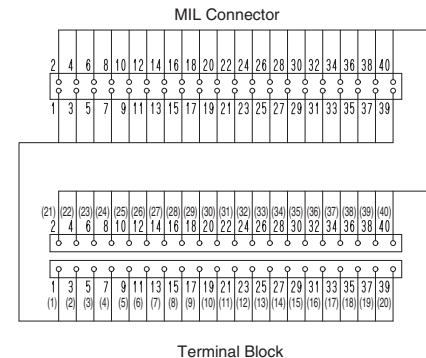 MIL Connector
2 4 6 8 10 12 14 16 18 20 22 24 26 28 30 32 34 36 38 40
1 3 5 7 9 11 13 15 17 19 21 23 25 27 29 31 33 35 37 39
(21) (22) (23) (24) (25) (26) (27) (28) (29) (30) (31) (32) (33) (34) (35) (36) (37) (38) (39) (40)
2 4 6 8 10 12 14 16 18 20 22 24 26 28 30 32 34 36 38 40
1 3 5 7 9 11 13 15 17 19 21 23 25 27 29 31 33 35 37 39
(1) (2) (3) (4) (5) (6) (7) (8) (9) (10) (11) (12) (13) (14) (15) (16) (17) (18) (19) (20)
Terminal Block